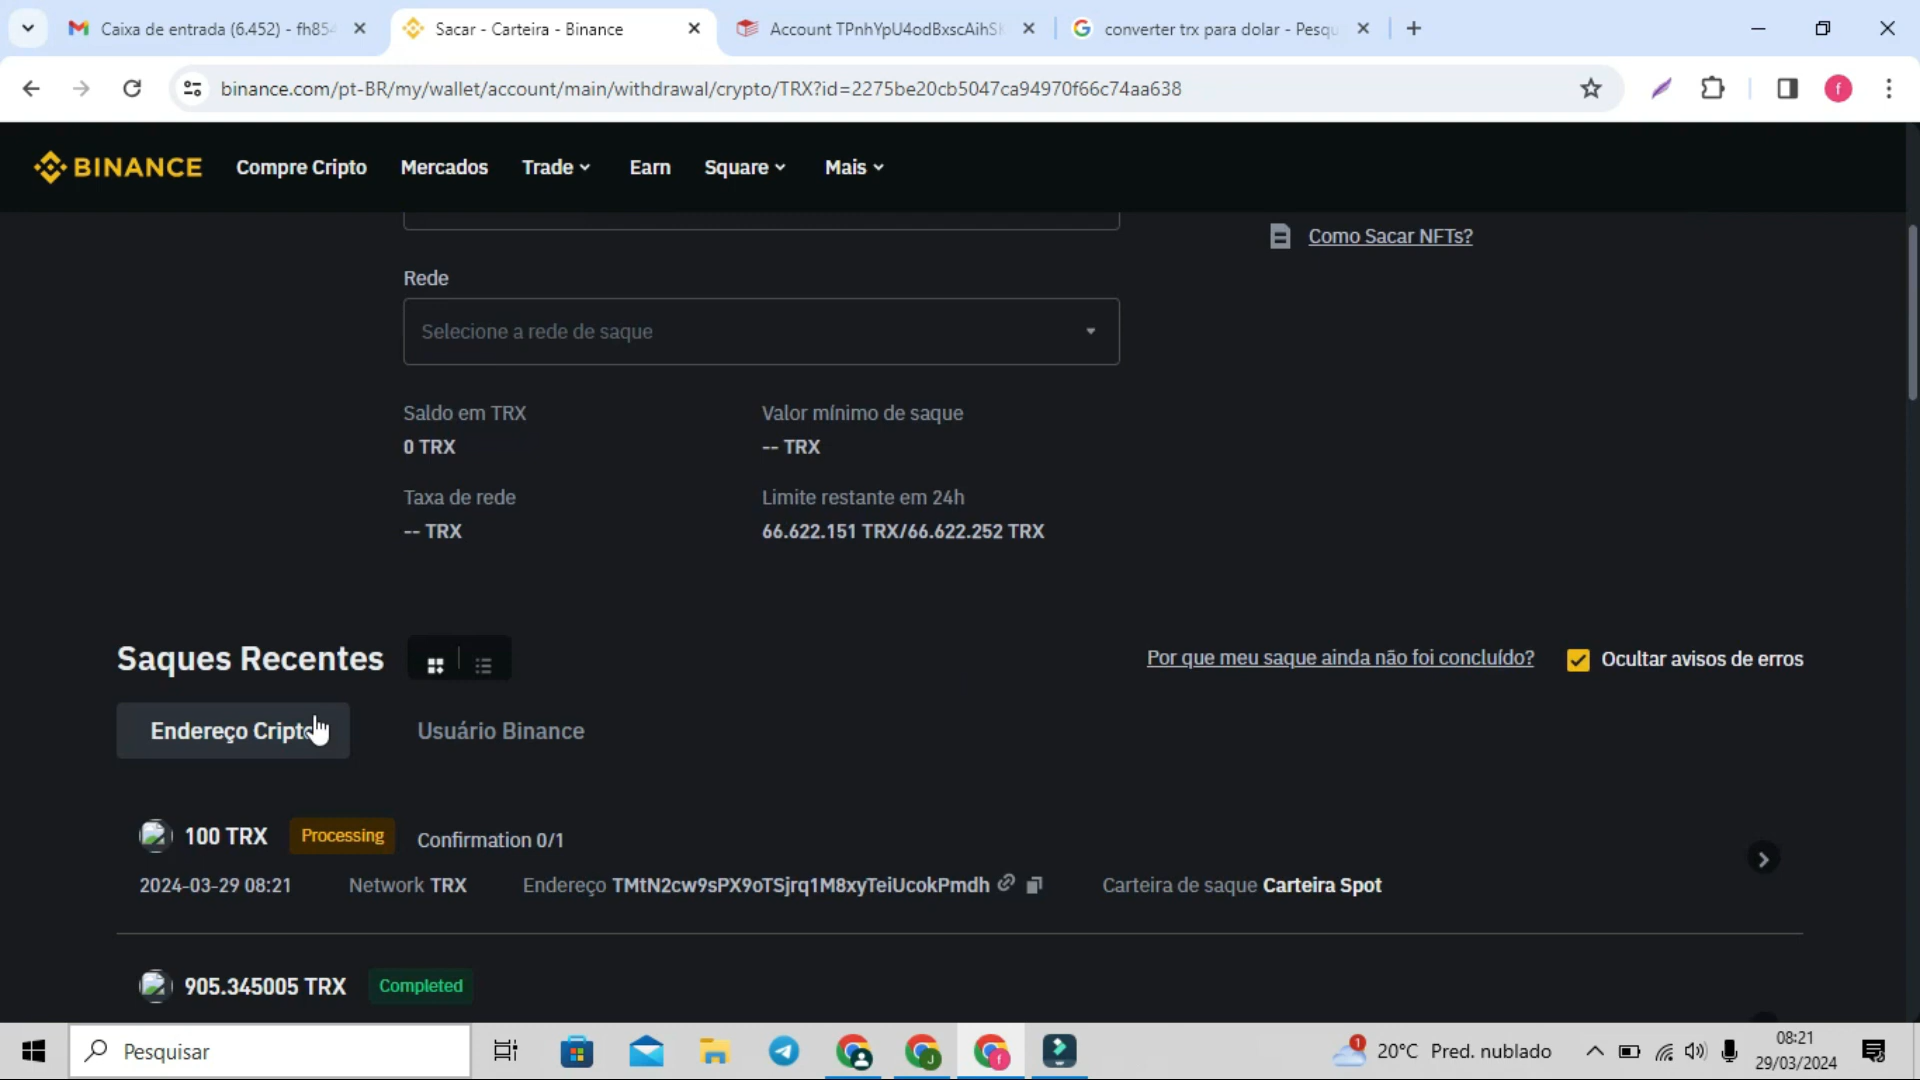 Caixa de entrada (6.452) - fh854
Sacar - Carteira - Binance
Account TPnhYpU4odBxscAihS
converter trx para dolar - Pesqu
binance.com/pt-BR/my/wallet/account/main/withdrawal/crypto/TRX?id=2275be20cb5047ca94970f66c74aa638
f
BINANCE
Compre Cripto
Mercados
Trade
Earn
Square
Mais
Como Sacar NFTs?
Rede
Selecione a rede de saque
Saldo em TRX
Valor mínimo de saque
0 TRX
-- TRX
Taxa de rede
Limite restante em 24h
-- TRX
66.622.151 TRX/66.622.252 TRX
Saques Recentes
Por que meu saque ainda não foi concluído?
Ocultar avisos de erros
Endereço Cripto
Usuário Binance
100 TRX
Processing
Confirmation 0/1
2024-03-29 08:21
Network TRX
Endereço TMtN2cw9sPX9oTSjrq1M8xyTeiUcokPmdh
Carteira de saque Carteira Spot
905.345005 TRX
Completed
Pesquisar
1
20°C Pred. nublado
08:21
29/03/2024